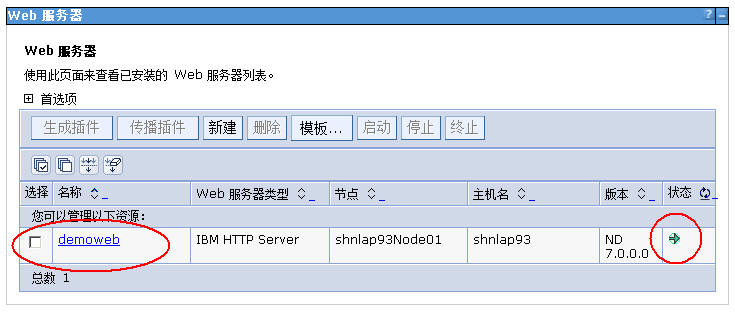 Web 服务器 ? –
Web 服务器
使用此页面来查看已安装的 Web 服务器列表。
首选项
生成插件 传播插件 新建 删除 模板... 启动 停止 终止
选择 名称 Web 服务器类型 节点 主机名 版本 状态
您可以管理以下资源：
demoweb IBM HTTP Server shnlap93Node01 shnlap93 ND
7.0.0.0
总数 1